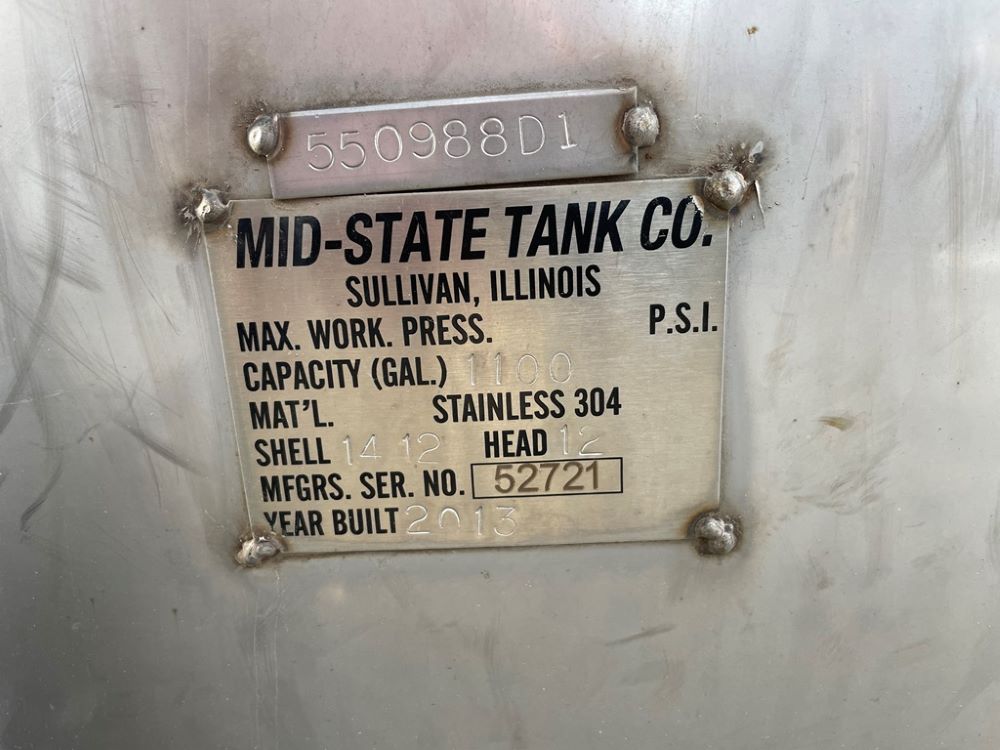 550988D1
MID-STATE TANK CO.
SULLIVAN, ILLINOIS
MAX. WORK. PRESS. P.S.I.
CAPACITY (GAL.) 1100
MAT'L. STAINLESS 304
SHELL 14 12 HEAD 12
MFGRS. SER. NO. 52721
YEAR BUILT 2013